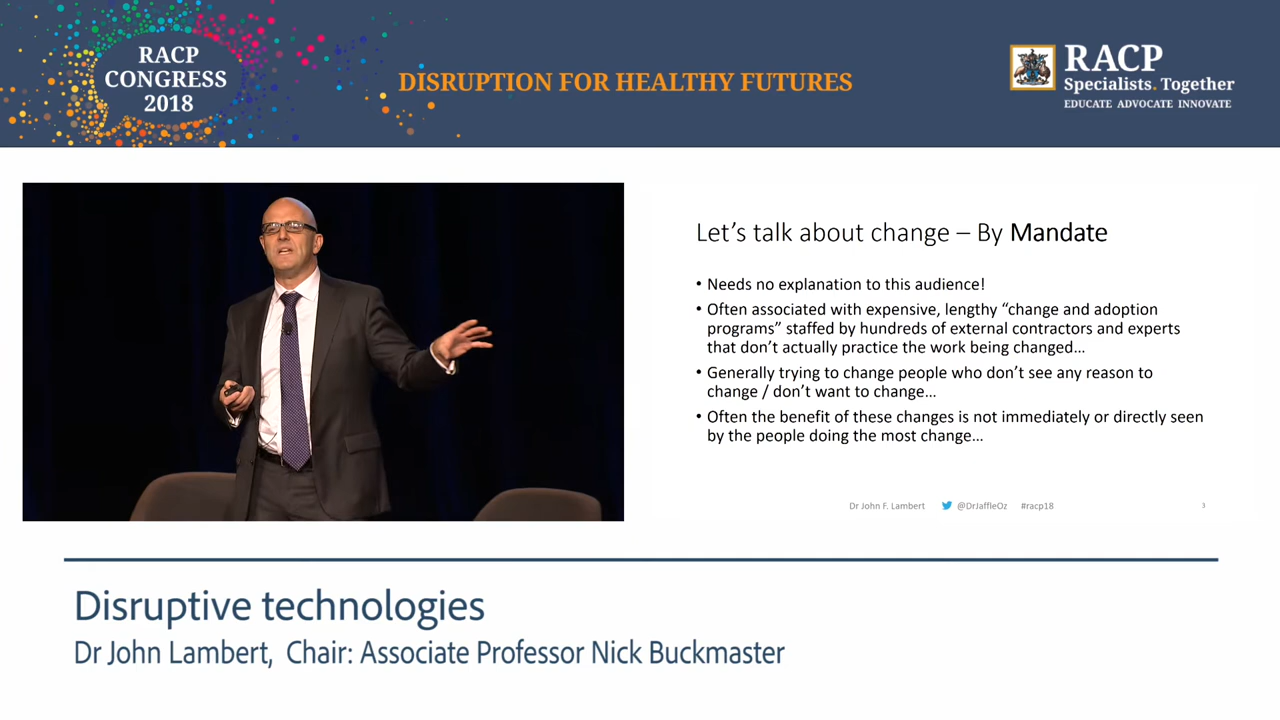 RACP
CONGRESS
2018
DISRUPTION FOR HEALTHY FUTURES
RACP
Specialists. Together
EDUCATE ADVOCATE INNOVATE
Let’s talk about change – By Mandate
• Needs no explanation to this audience!
• Often associated with expensive, lengthy “change and adoption
programs” staffed by hundreds of external contractors and experts
that don’t actually practice the work being changed…
• Generally trying to change people who don’t see any reason to
change / don’t want to change…
• Often the benefit of these changes is not immediately or directly seen
by the people doing the most change…
Dr John F. Lambert @DrJaffleOz #racp18 3
Disruptive technologies
Dr John Lambert, Chair: Associate Professor Nick Buckmaster